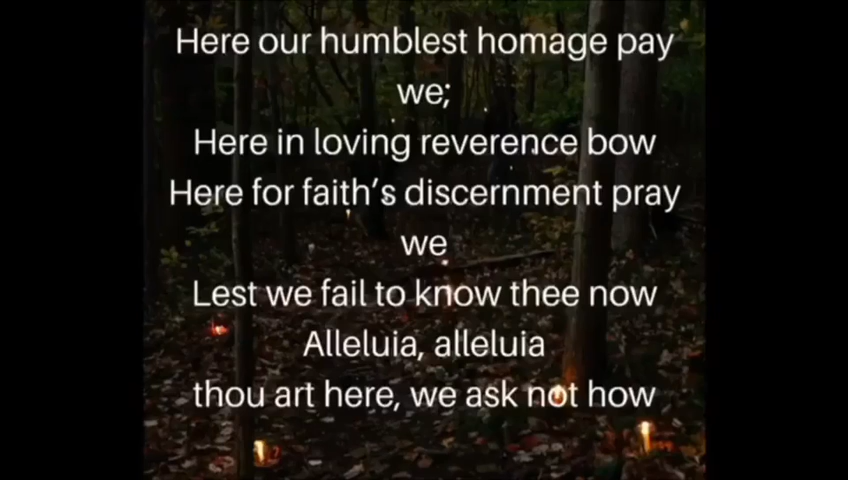 Here our humblest homage pay
we;
Here in loving reverence bow
Here for faith's discernment pray
we
Lest we fail to know thee now
Alleluia, alleluia
thou art here, we ask not how